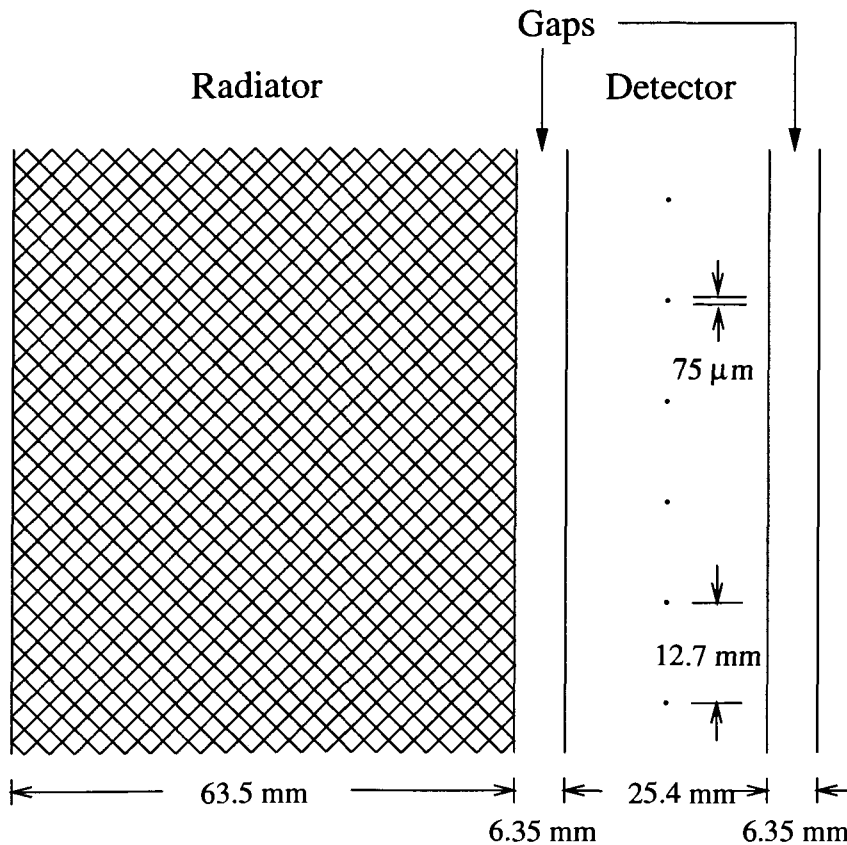 Gaps
Radiator
Detector
75 μm
12.7 mm
63.5 mm
25.4 mm
6.35 mm
6.35 mm